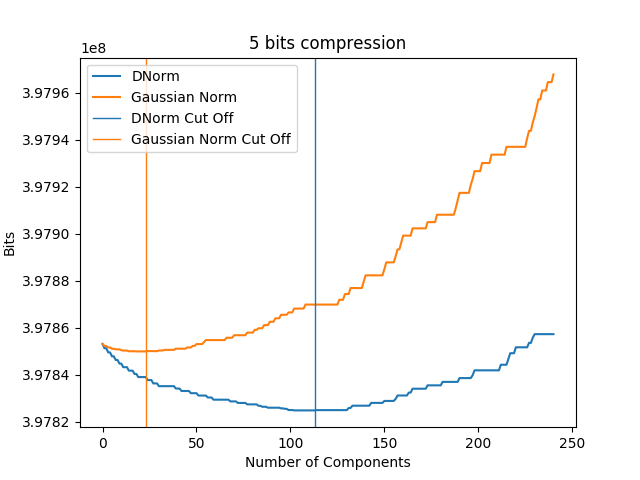 5 bits compression
1e8
DNorm
Gaussian Norm
DNorm Cut Off
Gaussian Norm Cut Off
3.9796
3.9794
3.9792
3.9790
3.9788
3.9786
3.9784
3.9782
Bits
0 50 100 150 200 250
Number of Components